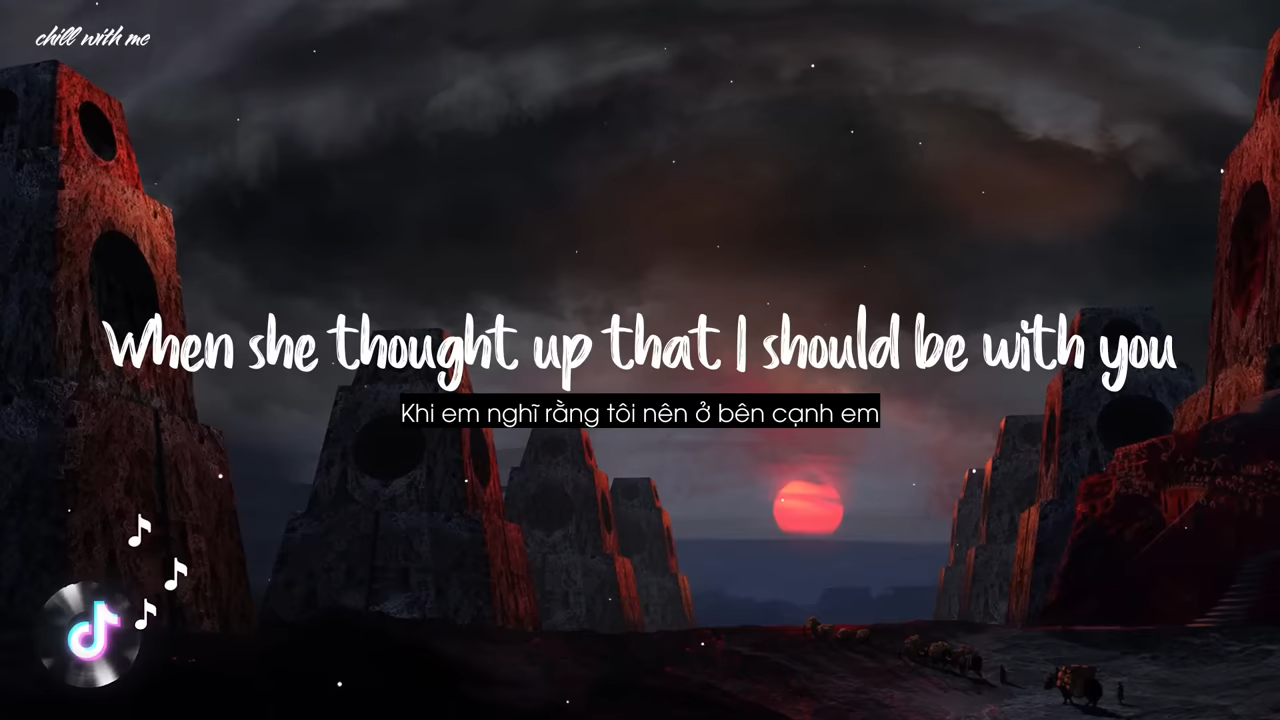 chill with me
When she thought up that I should be with you
Khi em nghĩ rằng tôi nên ở bên cạnh em